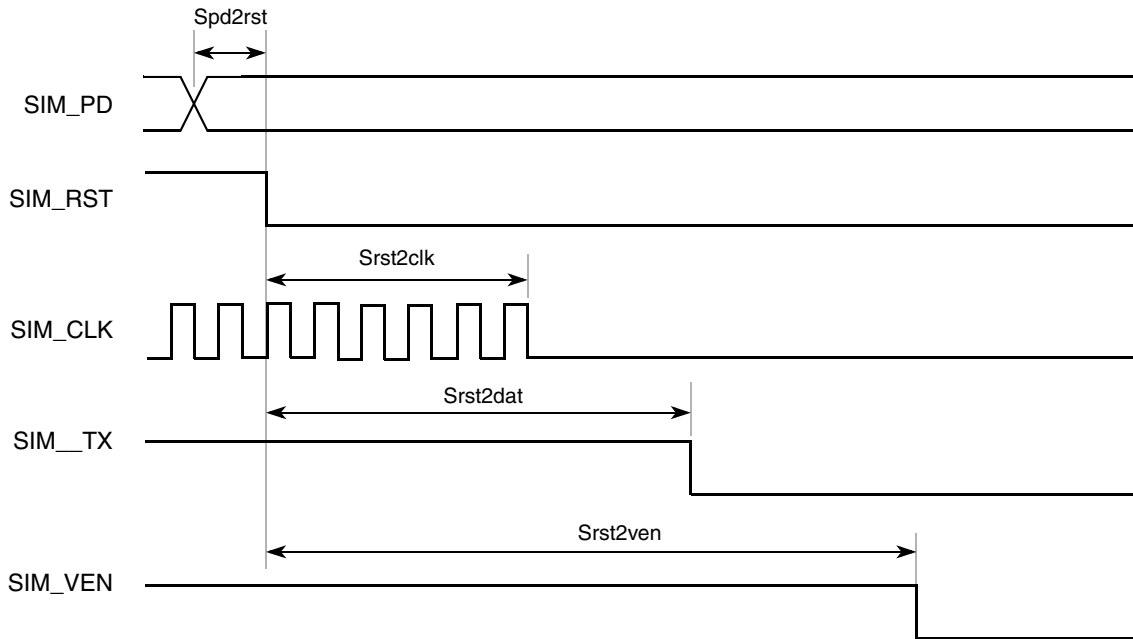 Spd2rst
SIM_PD
SIM_RST
Srst2clk
SIM_CLK
Srst2dat
SIM__TX
Srst2ven
SIM_VEN